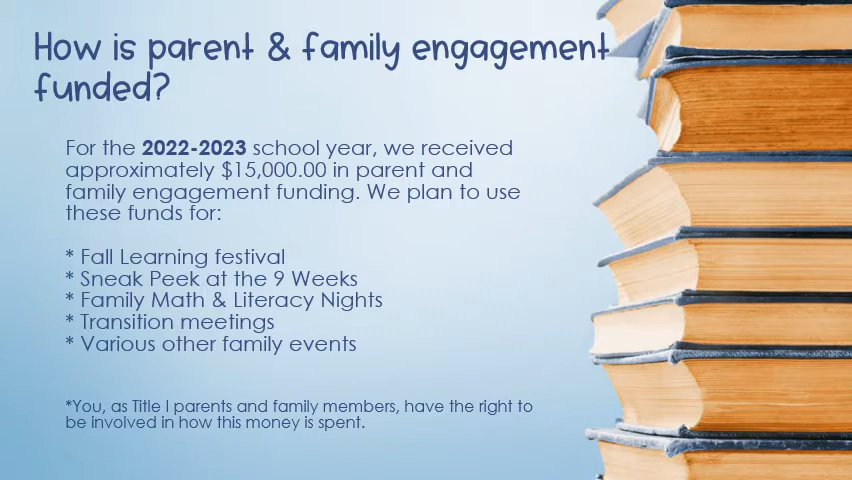 How is parent & family engagement
funded?
For the 2022-2023 school year, we received
approximately $15,000.00 in parent and
family engagement funding. We plan to use
these funds for:
* Fall Learning festival
* Sneak Peek at the 9 Weeks
* Family Math & Literacy Nights
* Transition meetings
* Various other family events
*You, as Title I parents and family members, have the right to
be involved in how this money is spent.